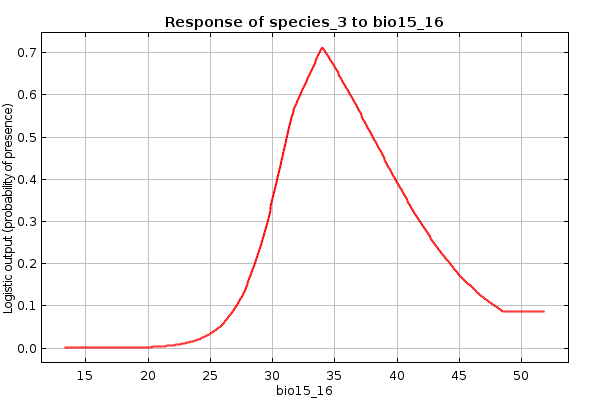 Response of species_3 to bio15_16
Logistic output (probability of presence)
0.7
0.6
0.5
0.4
0.3
0.2
0.1
0.0
15 20 25 30 35 40 45 50
bio15_16